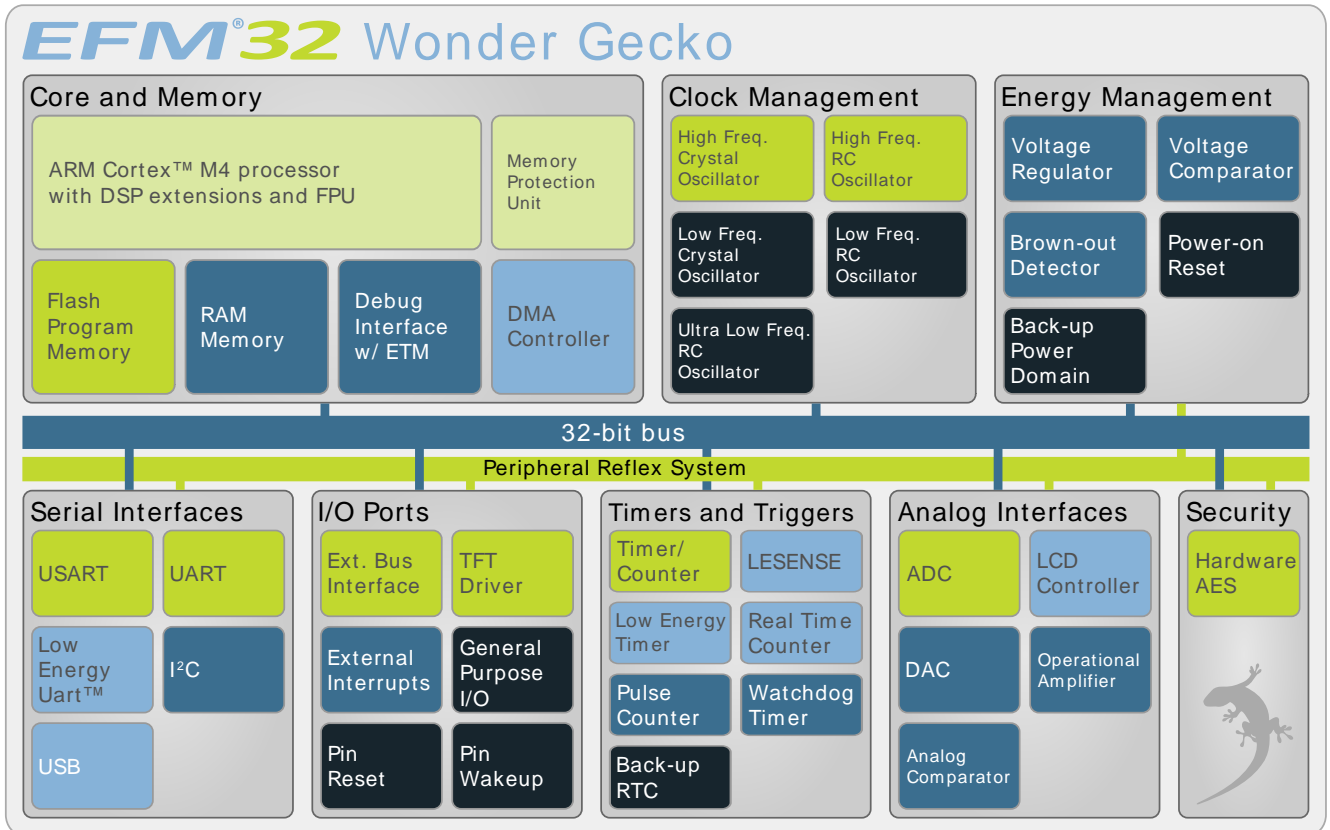 EFM®32 Wonder Gecko
Core and Memory
ARM Cortex™ M4 processor
with DSP extensions and FPU
Memory
Protection
Unit
Flash
Program
Memory
RAM
Memory
Debug
Interface
w/ ETM
DMA
Controller
Clock Management
High Freq.
Crystal
Oscillator
High Freq.
RC
Oscillator
Low Freq.
Crystal
Oscillator
Low Freq.
RC
Oscillator
Ultra Low Freq.
RC
Oscillator
Energy Management
Voltage
Regulator
Voltage
Comparator
Brown-out
Detector
Power-on
Reset
Back-up
Power
Domain
32-bit bus
Peripheral Reflex System
Serial Interfaces
USART
UART
Low
Energy
Uart™
I²C
USB
I/O Ports
Ext. Bus
Interface
TFT
Driver
External
Interrupts
General
Purpose
I/O
Pin
Reset
Pin
Wakeup
Timers and Triggers
Timer/
Counter
LESENSE
Low Energy
Timer
Real Time
Counter
Pulse
Counter
Watchdog
Timer
Back-up
RTC
Analog Interfaces
ADC
LCD
Controller
DAC
Operational
Amplifier
Analog
Comparator
Security
Hardware
AES